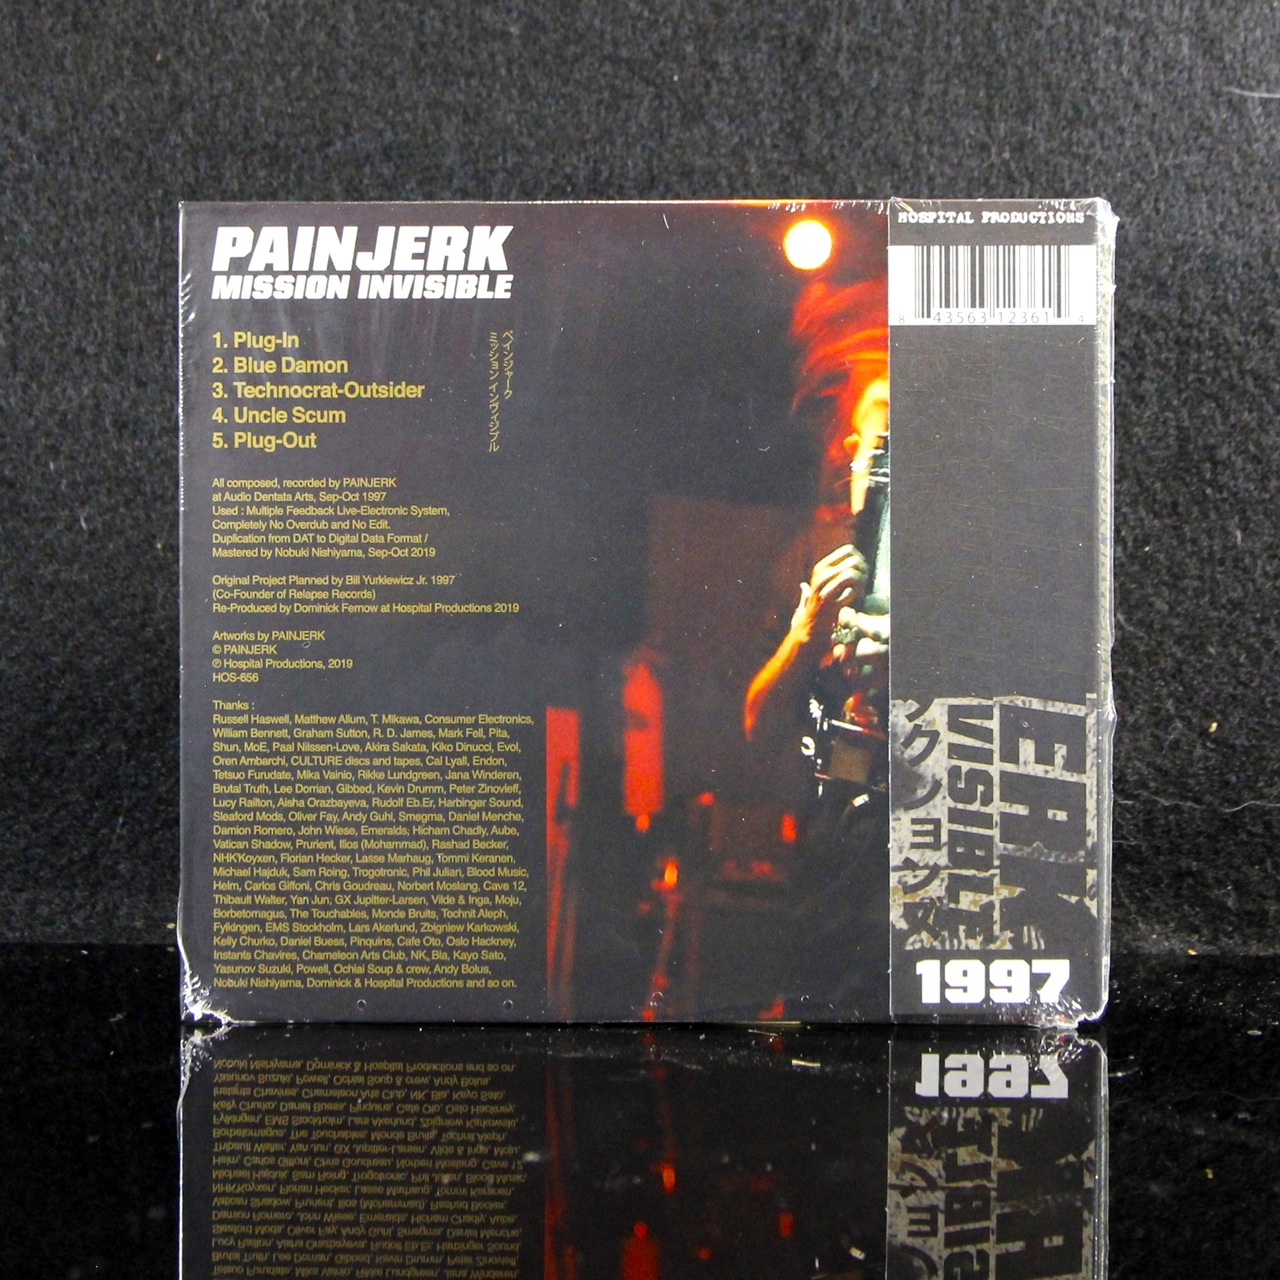 PAINJERK
MISSION INVISIBLE
1. Plug-In
2. Blue Damon
3. Technocrat-Outsider
4. Uncle Scum
5. Plug-Out
ペインジャーク
ミッション インヴィジブル
All composed, recorded by PAINJERK
at Audio Dentata Arts, Sep-Oct 1997
Used : Multiple Feedback Live-Electronic System,
Completely No Overdub and No Edit.
Duplication from DAT to Digital Data Format /
Mastered by Nobuki Nishiyama, Sep-Oct 2019
Original Project Planned by Bill Yurkiewicz Jr. 1997
(Co-Founder of Relapse Records)
Re-Produced by Dominick Fernow at Hospital Productions 2019
Artworks by PAINJERK
© PAINJERK
℗ Hospital Productions, 2019
HOS-656
Thanks :
Russell Haswell, Matthew Allum, T. Mikawa, Consumer Electronics,
William Bennett, Graham Sutton, R. D. James, Mark Fell, Pita,
Shun, MoE, Paal Nilssen-Love, Akira Sakata, Kiko Dinucci, Evol,
Oren Ambarchi, CULTURE discs and tapes, Cal Lyall, Endon,
Tetsuo Furudate, Mika Vainio, Rikke Lundgreen, Jana Winderen,
Brutal Truth, Lee Dorrian, Gibbed, Kevin Drumm, Peter Zinovieff,
Lucy Railton, Aisha Orazbayeva, Rudolf Eb.Er, Harbinger Sound,
Sleaford Mods, Oliver Fay, Andy Guhl, Smegma, Daniel Menche,
Damion Romero, John Wiese, Emeralds, Hicham Chadly, Aube,
Vatican Shadow, Prurient, Ilios (Mohammad), Rashad Becker,
NHK'Koyxen, Florian Hecker, Lasse Marhaug, Tommi Keranen,
Michael Hajduk, Sam Roing, Trogotronic, Phil Julian, Blood Music,
Helm, Carlos Giffoni, Chris Goudreau, Norbert Moslang, Cave 12,
Thibault Walter, Yan Jun, GX Jupitter-Larsen, Vilde & Inga, Moju,
Borbetomagus, The Touchables, Monde Bruits, Technit Aleph,
Fylkingen, EMS Stockholm, Lars Akerlund, Zbigniew Karkowski,
Kelly Churko, Daniel Buess, Pinquins, Cafe Oto, Oslo Hackney,
Instants Chavires, Chameleon Arts Club, NK, Bla, Kayo Sato,
Yasunov Suzuki, Powell, Ochiai Soup & crew, Andy Bolus,
Nobuki Nishiyama, Dominick & Hospital Productions and so on.
HOSPITAL PRODUCTIONS
8 43563 12361 4
ERK
VISIBLE
1997